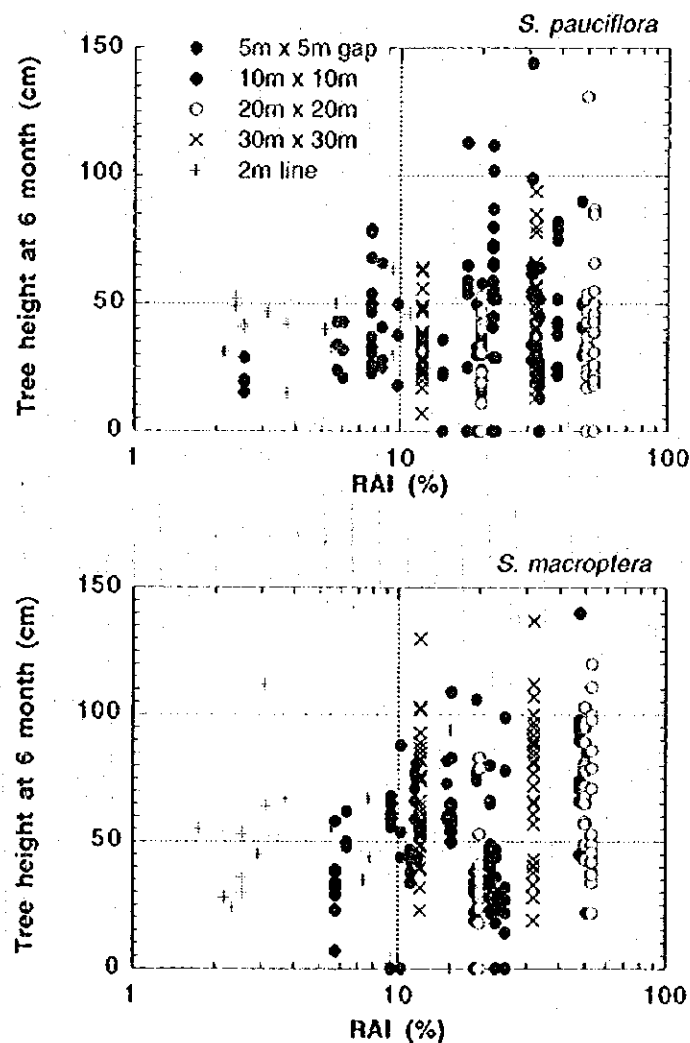 S. pauciflora
150
100
50
0
Tree height at 6 month (cm)
5m x 5m gap
10m x 10m
20m x 20m
30m x 30m
2m line
1
10
100
RAI (%)
S. macroptera
150
100
50
0
Tree height at 6 month (cm)
1
10
100
RAI (%)